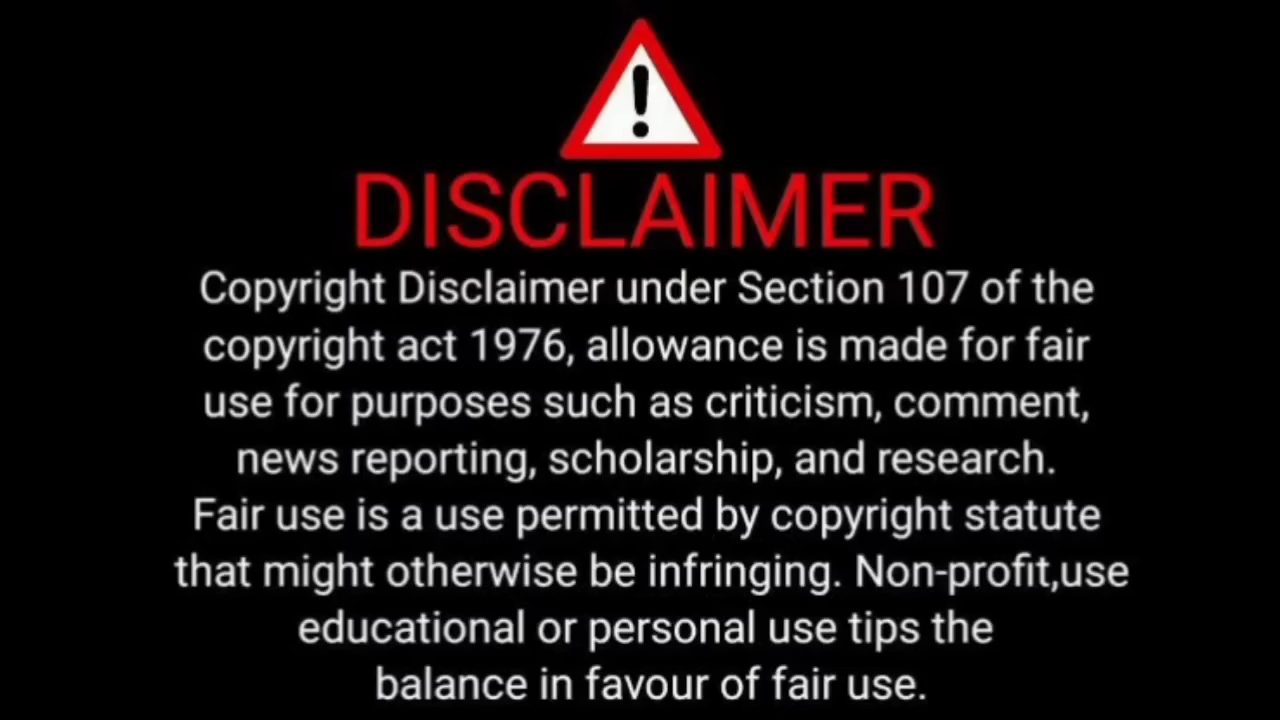 DISCLAIMER
Copyright Disclaimer under Section 107 of the
copyright act 1976, allowance is made for fair
use for purposes such as criticism, comment,
news reporting, scholarship, and research.
Fair use is a use permitted by copyright statute
that might otherwise be infringing. Non-profit,use
educational or personal use tips the
balance in favour of fair use.